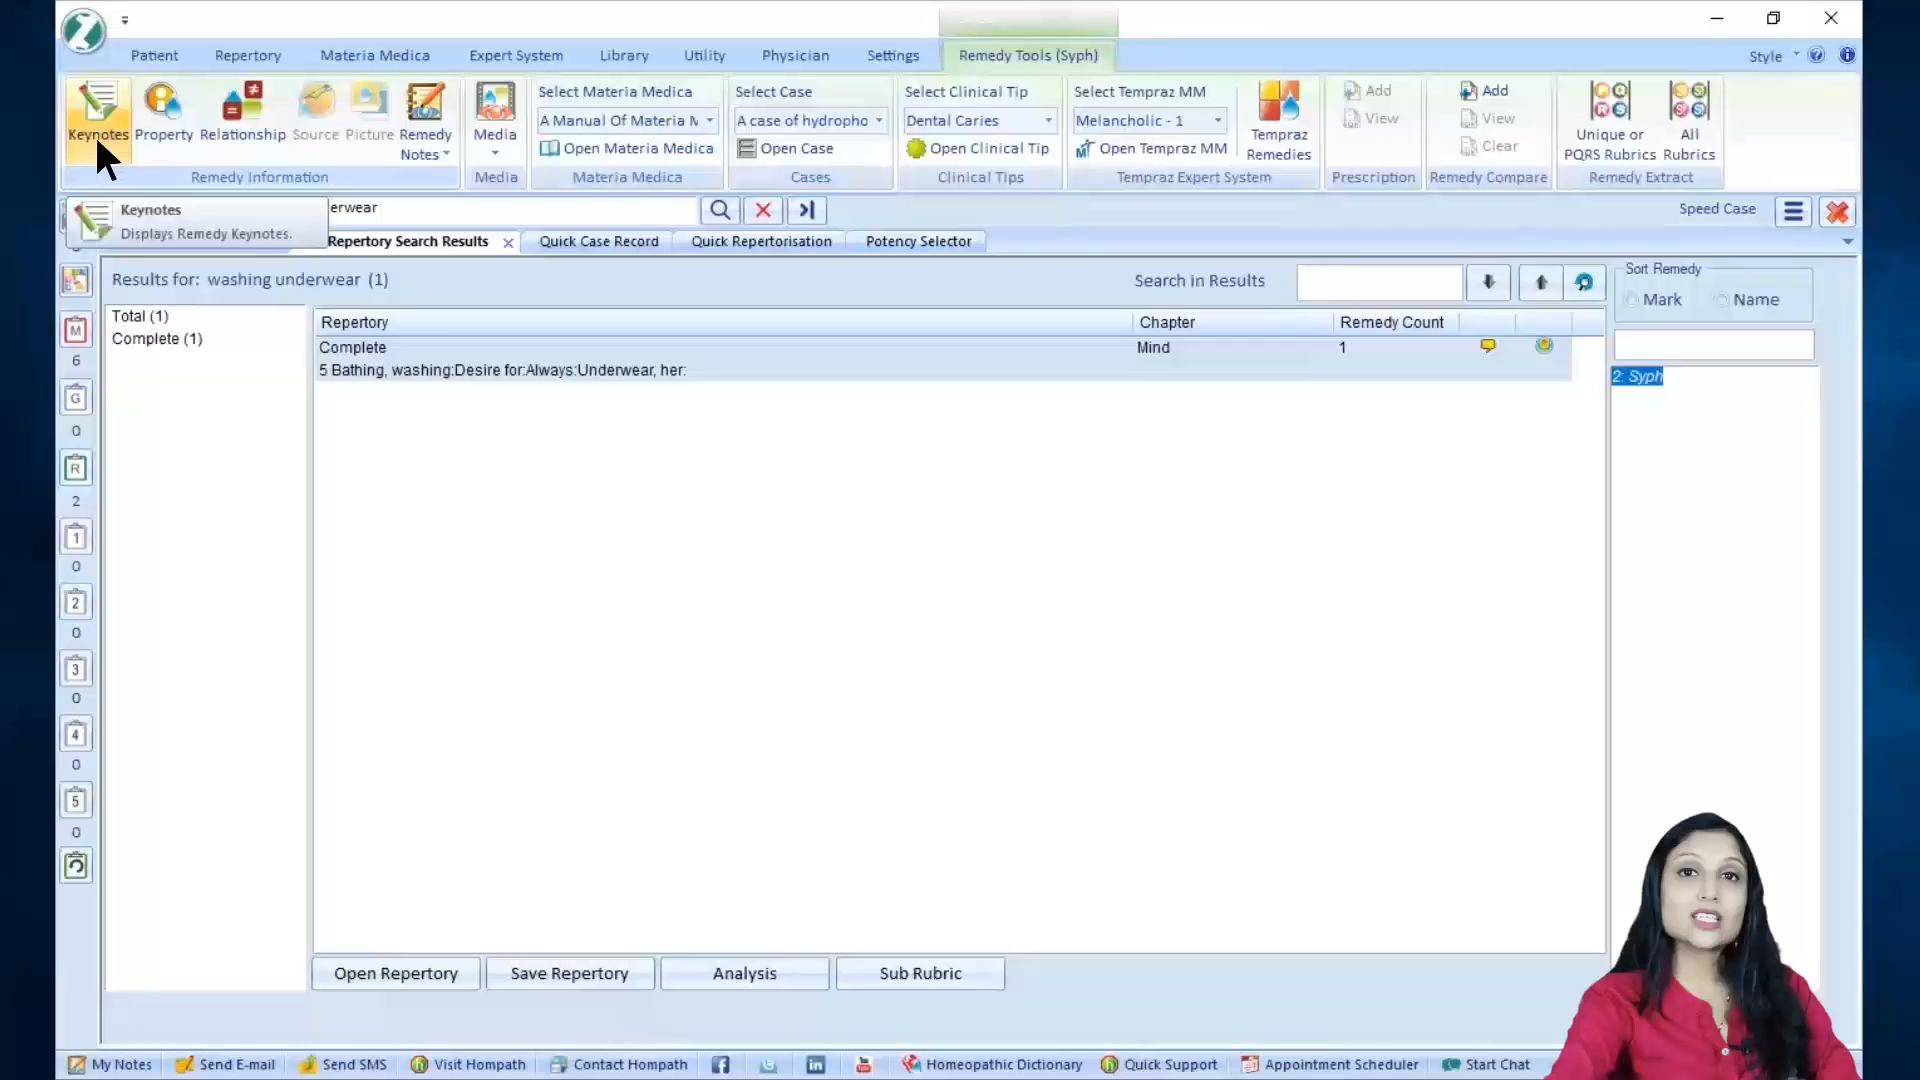 Patient Repertory Materia Medica Expert System Library Utility Physician Settings Remedy Tools (Syph) Style
Keynotes Property Relationship Source Picture Remedy Notes
Remedy Information
Media
Media
Select Materia Medica
A Manual Of Materia M
Open Materia Medica
Materia Medica
Select Case
A case of hydropho
Open Case
Cases
Select Clinical Tip
Dental Caries
Open Clinical Tip
Clinical Tips
Select Tempraz MM
Melancholic - 1
Open Tempraz MM
Tempraz Remedies
Tempraz Expert System
Add
View
Prescription
Add
View
Clear
Remedy Compare
Unique or PQRS Rubrics
All Rubrics
Remedy Extract
Keynotes
Displays Remedy Keynotes.
erwear
Speed Case
Repertory Search Results Quick Case Record Quick Repertorisation Potency Selector
Results for: washing underwear (1)
Search in Results
Sort Remedy
Mark Name
Total (1)
Complete (1)
Repertory Chapter Remedy Count
Complete Mind 1
5 Bathing, washing:Desire for:Always:Underwear, her:
2: Syph
M
6
G
0
R
2
1
0
2
0
3
0
4
0
5
0
Open Repertory Save Repertory Analysis Sub Rubric
My Notes Send E-mail Send SMS Visit Hompath Contact Hompath Homeopathic Dictionary Quick Support Appointment Scheduler Start Chat